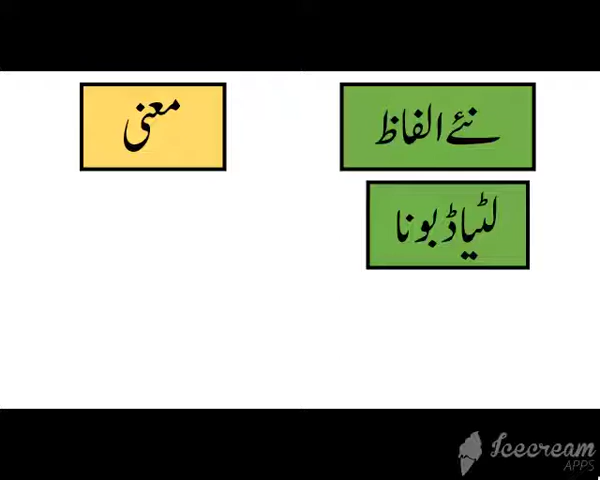 نئے الفاظ
معنی
لٹیا ڈبونا
Icecream
APPS